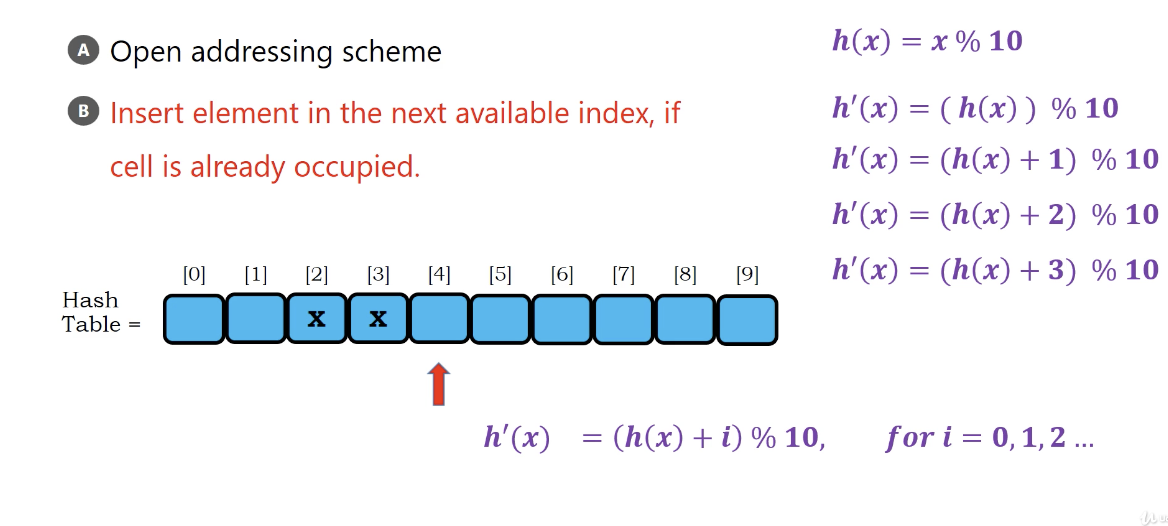 A Open addressing scheme
B Insert element in the next available index, if
cell is already occupied.
h(x) = x % 10
h′(x) = ( h(x) ) % 10
h′(x) = (h(x) + 1) % 10
h′(x) = (h(x) + 2) % 10
h′(x) = (h(x) + 3) % 10
[0] [1] [2] [3] [4] [5] [6] [7] [8] [9]
Hash
Table =
x x
h′(x) = (h(x) + i) % 10, for i = 0, 1, 2 ...